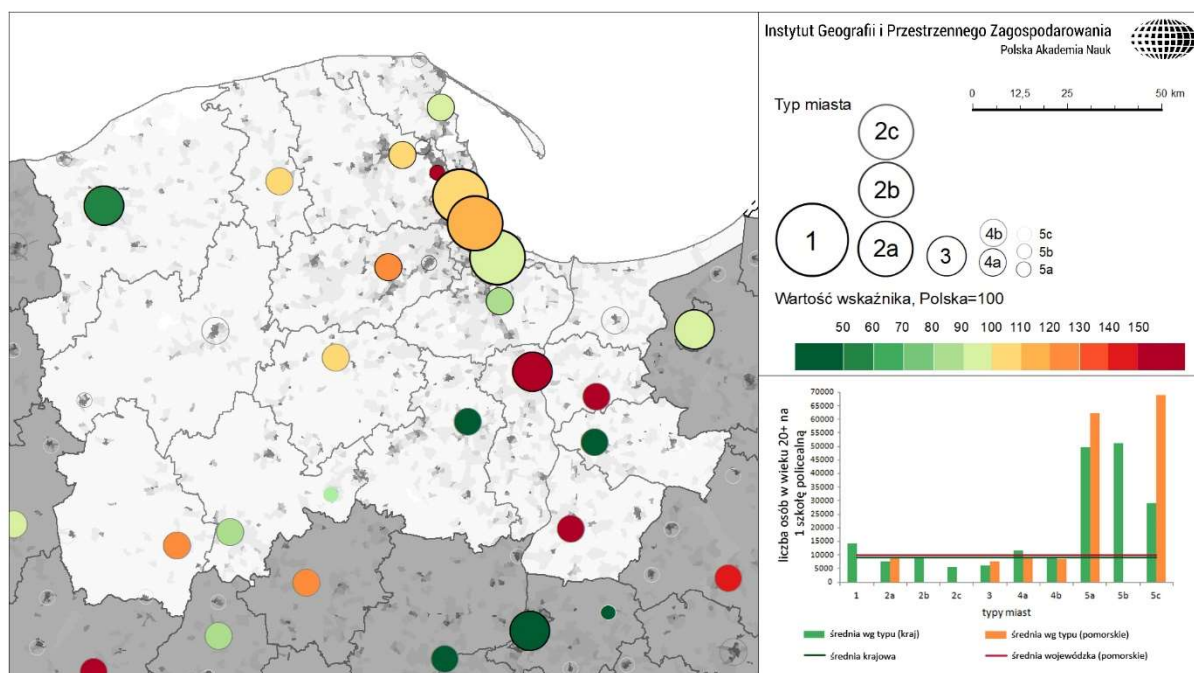 Instytut Geografii i Przestrzennego Zagospodarowania
Polska Akademia Nauk
0 12,5 25 50 km
Typ miasta
2c
2b
1
2a
3
4b
4a
5c
5b
5a
Wartość wskaźnika, Polska=100
50 60 70 80 90 100 110 120 130 140 150
liczba osób w wieku 20+ na
1 szkołę policealną
70000
65000
60000
55000
50000
45000
40000
35000
30000
25000
20000
15000
10000
5000
0
1 2a 2b 2c 3 4a 4b 5a 5b 5c
typy miast
średnia wg typu (kraj)
średnia wg typu (pomorskie)
średnia krajowa
średnia wojewódzka (pomorskie)